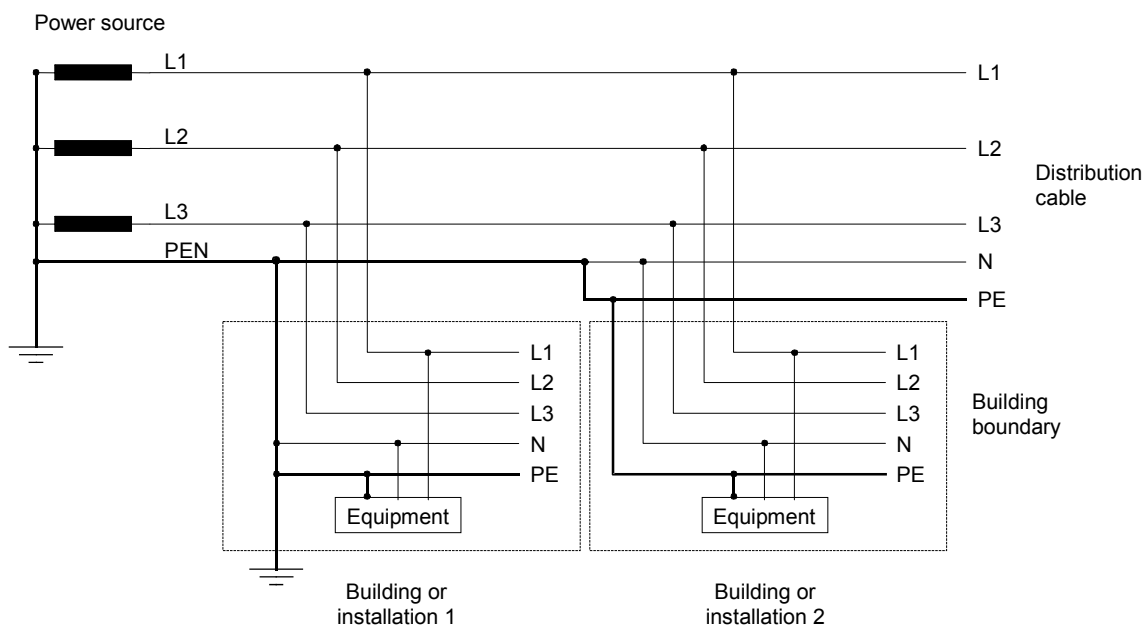 Power source
L1
L1
L2
L2
Distribution
cable
L3
L3
PEN
N
PE
L1
L2
L3
N
PE
Equipment
L1
L2
L3
N
PE
Equipment
Building
boundary
Building or
installation 1
Building or
installation 2